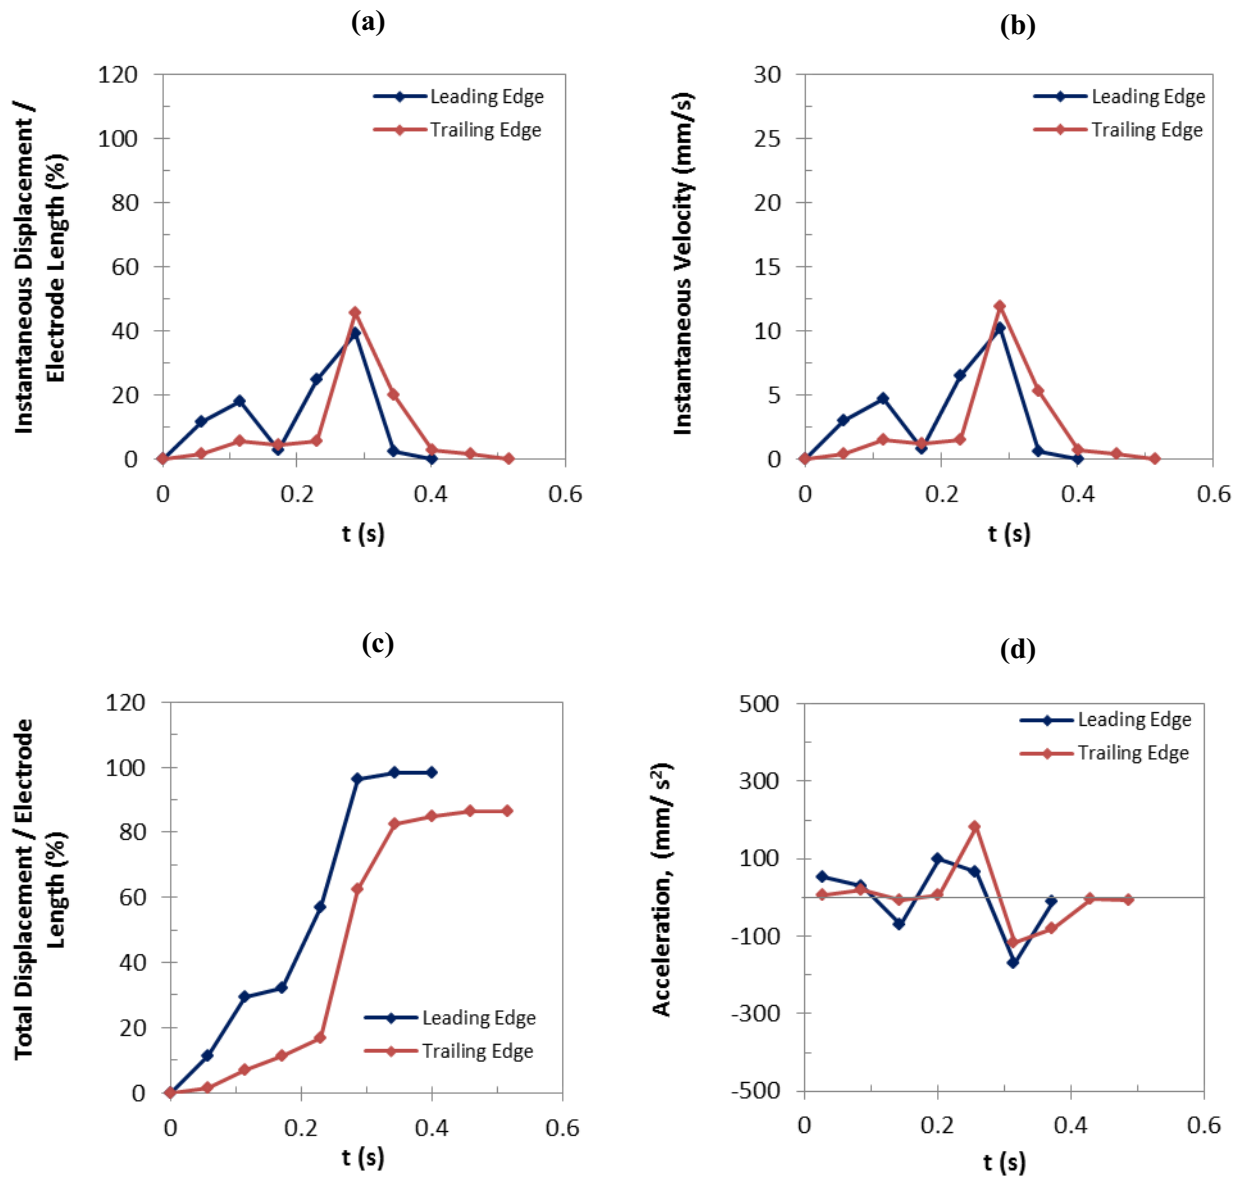 (a)
Instantaneous Displacement /
Electrode Length (%)
120
100
80
60
40
20
0
0
0.2
0.4
0.6
t (s)
Leading Edge
Trailing Edge
(b)
Instantaneous Velocity (mm/s)
30
25
20
15
10
5
0
0
0.2
0.4
0.6
t (s)
Leading Edge
Trailing Edge
(c)
Total Displacement / Electrode
Length (%)
120
100
80
60
40
20
0
0
0.2
0.4
0.6
t (s)
Leading Edge
Trailing Edge
(d)
Acceleration, (mm/ s²)
500
300
100
-100
-300
-500
0
0.2
0.4
0.6
t (s)
Leading Edge
Trailing Edge